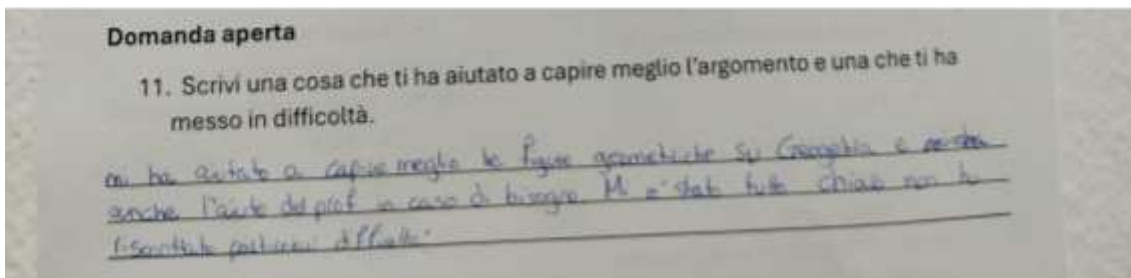 Domanda aperta
11. Scrivi una cosa che ti ha aiutato a capire meglio l'argomento e una che ti ha
messo in difficoltà.
mi ha aiutato a capire meglio le figure geometriche su Geogebra e
anche l'aiuto del prof in caso di bisogno Mi e' stato tutto chiaro non ho
riscontrato particolari difficoltà.